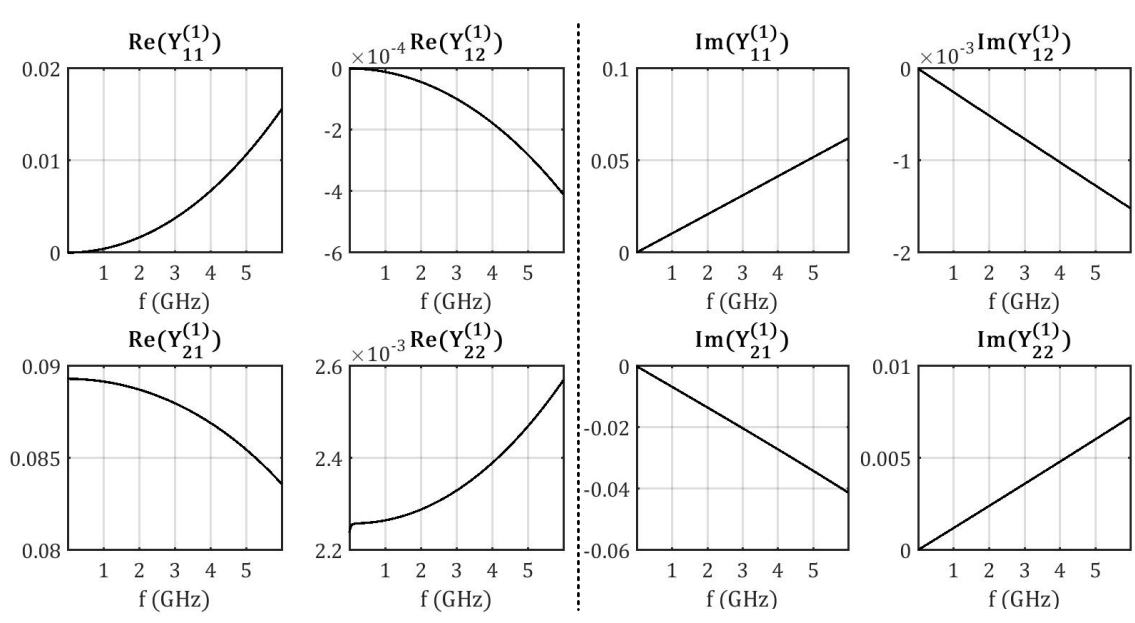 Re(Y₁₁⁽¹⁾)
0.02
0.01
0
1 2 3 4 5
f (GHz)
×10⁻⁴ Re(Y₁₂⁽¹⁾)
0
-2
-4
-6
1 2 3 4 5
f (GHz)
Im(Y₁₁⁽¹⁾)
0.1
0.05
0
1 2 3 4 5
f (GHz)
×10⁻³ Im(Y₁₂⁽¹⁾)
0
-1
-2
1 2 3 4 5
f (GHz)
Re(Y₂₁⁽¹⁾)
0.09
0.085
0.08
1 2 3 4 5
f (GHz)
×10⁻³ Re(Y₂₂⁽¹⁾)
2.6
2.4
2.2
1 2 3 4 5
f (GHz)
Im(Y₂₁⁽¹⁾)
0
-0.02
-0.04
-0.06
1 2 3 4 5
f (GHz)
Im(Y₂₂⁽¹⁾)
0.01
0.005
0
1 2 3 4 5
f (GHz)